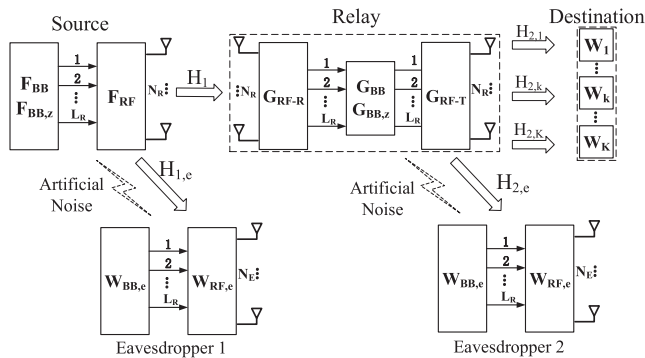 Source
Relay
Destination
F_BB
F_BB,z
1
2
⋮
L_R
F_RF
N_R⋮
H_1
⋮N_R
G_RF-R
1
2
⋮
L_R
G_BB
G_BB,z
1
2
⋮
L_R
G_RF-T
N_R⋮
H_2,1
H_2,k
H_2,K
W_1
⋮
W_k
⋮
W_K
Artificial
Noise
H_1,e
Artificial
Noise
H_2,e
W_BB,e
1
2
⋮
L_R
W_RF,e
N_E⋮
Eavesdropper 1
W_BB,e
1
2
⋮
L_R
W_RF,e
N_E⋮
Eavesdropper 2